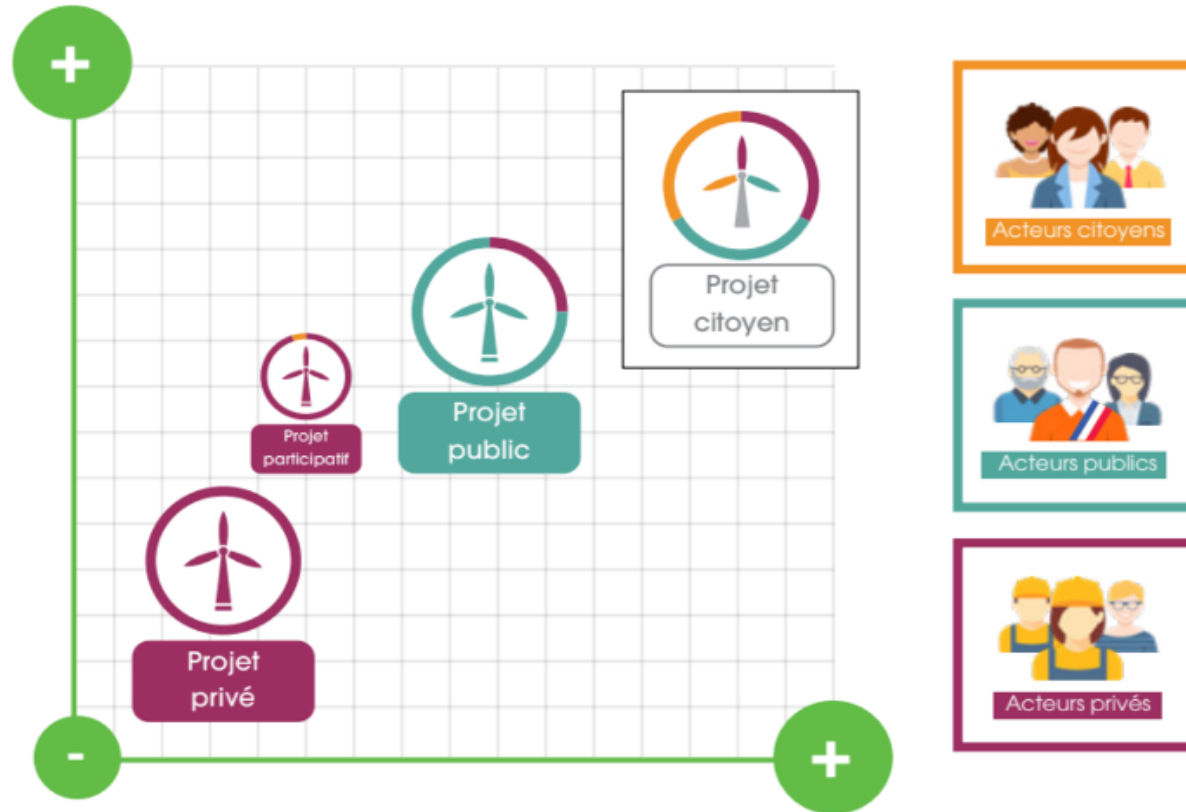 +
Projet
citoyen
Projet
public
Projet
participatif
Projet
privé
-
+
Acteurs citoyens
Acteurs publics
Acteurs privés